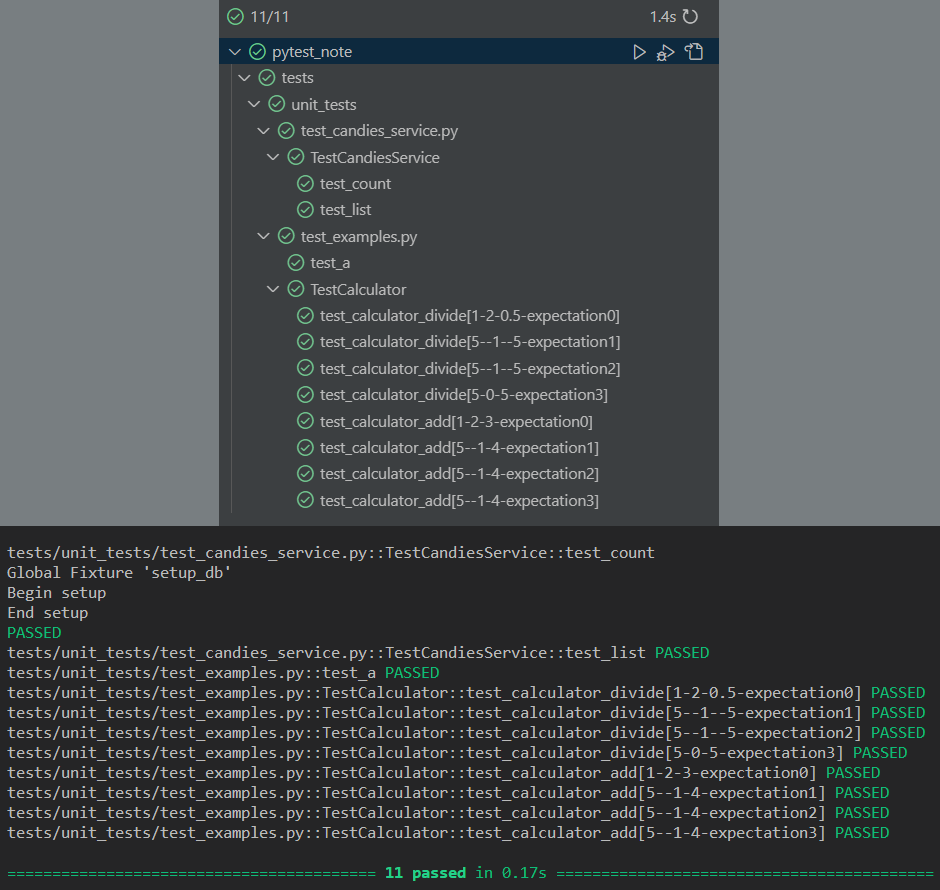 11/11 1.4s
pytest_note
tests
unit_tests
test_candies_service.py
TestCandiesService
test_count
test_list
test_examples.py
test_a
TestCalculator
test_calculator_divide[1-2-0.5-expectation0]
test_calculator_divide[5--1--5-expectation1]
test_calculator_divide[5--1--5-expectation2]
test_calculator_divide[5-0-5-expectation3]
test_calculator_add[1-2-3-expectation0]
test_calculator_add[5--1-4-expectation1]
test_calculator_add[5--1-4-expectation2]
test_calculator_add[5--1-4-expectation3]
tests/unit_tests/test_candies_service.py::TestCandiesService::test_count
Global Fixture 'setup_db'
Begin setup
End setup
PASSED
tests/unit_tests/test_candies_service.py::TestCandiesService::test_list PASSED
tests/unit_tests/test_examples.py::test_a PASSED
tests/unit_tests/test_examples.py::TestCalculator::test_calculator_divide[1-2-0.5-expectation0] PASSED
tests/unit_tests/test_examples.py::TestCalculator::test_calculator_divide[5--1--5-expectation1] PASSED
tests/unit_tests/test_examples.py::TestCalculator::test_calculator_divide[5--1--5-expectation2] PASSED
tests/unit_tests/test_examples.py::TestCalculator::test_calculator_divide[5-0-5-expectation3] PASSED
tests/unit_tests/test_examples.py::TestCalculator::test_calculator_add[1-2-3-expectation0] PASSED
tests/unit_tests/test_examples.py::TestCalculator::test_calculator_add[5--1-4-expectation1] PASSED
tests/unit_tests/test_examples.py::TestCalculator::test_calculator_add[5--1-4-expectation2] PASSED
tests/unit_tests/test_examples.py::TestCalculator::test_calculator_add[5--1-4-expectation3] PASSED
========================================= 11 passed in 0.17s ==========================================